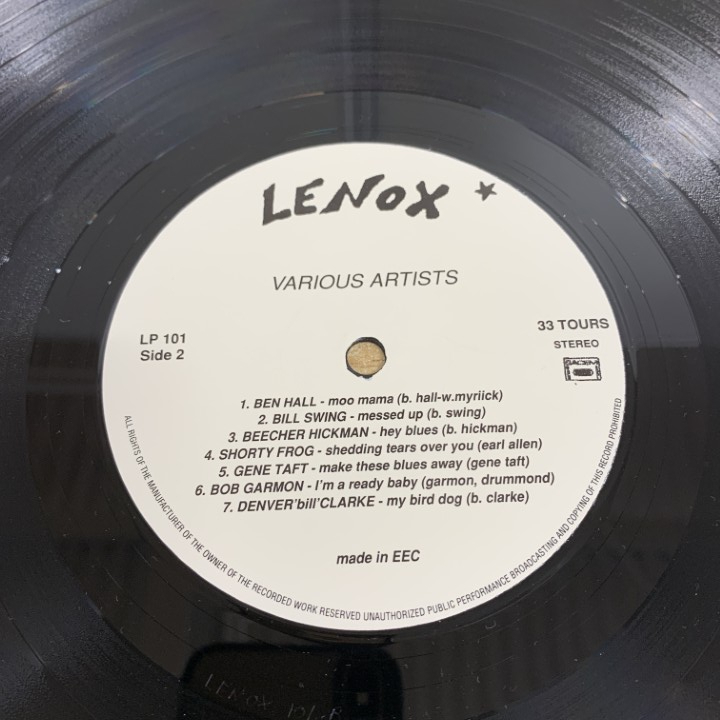 LENOX
VARIOUS ARTISTS
LP 101
Side 2
33 TOURS
STEREO
SACEM
1. BEN HALL - moo mama (b. hall-w.myriick)
2. BILL SWING - messed up (b. swing)
3. BEECHER HICKMAN - hey blues (b. hickman)
4. SHORTY FROG - shedding tears over you (earl allen)
5. GENE TAFT - make these blues away (gene taft)
6. BOB GARMON - I'm a ready baby (garmon, drummond)
7. DENVER'bill'CLARKE - my bird dog (b. clarke)
made in EEC
ALL RIGHTS OF THE MANUFACTURER OF THE OWNER OF THE RECORDED WORK RESERVED UNAUTHORIZED PUBLIC PERFORMANCE BROADCASTING AND COPYING OF THIS RECORD PROHIBITED
LENOX